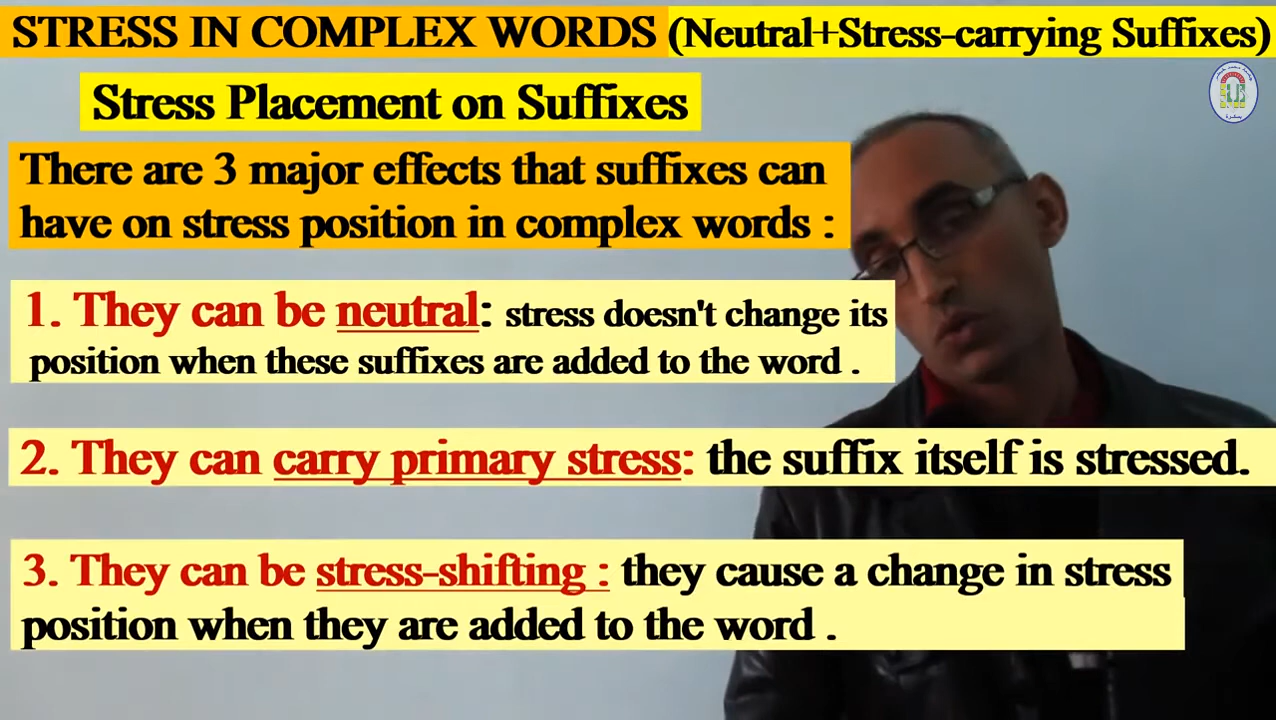 STRESS IN COMPLEX WORDS (Neutral+Stress-carrying Suffixes)
Stress Placement on Suffixes
There are 3 major effects that suffixes can
have on stress position in complex words :
1. They can be neutral: stress doesn't change its
position when these suffixes are added to the word .
2. They can carry primary stress: the suffix itself is stressed.
3. They can be stress-shifting : they cause a change in stress
position when they are added to the word .